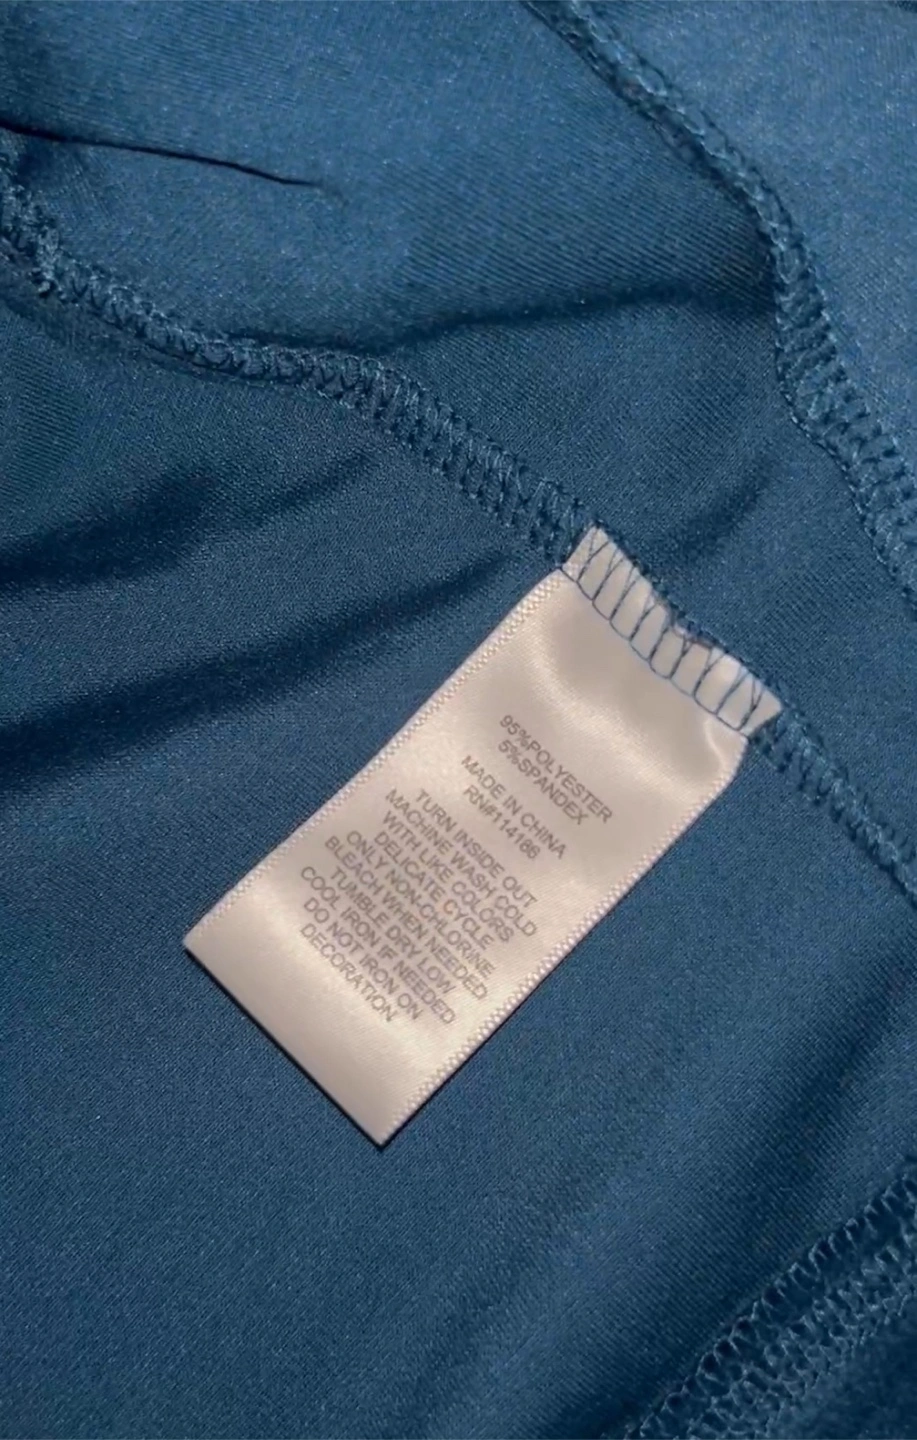 95%POLYESTER
5%SPANDEX
MADE IN CHINA
RN#114186
TURN INSIDE OUT
MACHINE WASH COLD
WITH LIKE COLORS
DELICATE CYCLE
ONLY NON-CHLORINE
BLEACH WHEN NEEDED
TUMBLE DRY LOW.
COOL IRON IF NEEDED
DO NOT IRON ON
DECORATION.